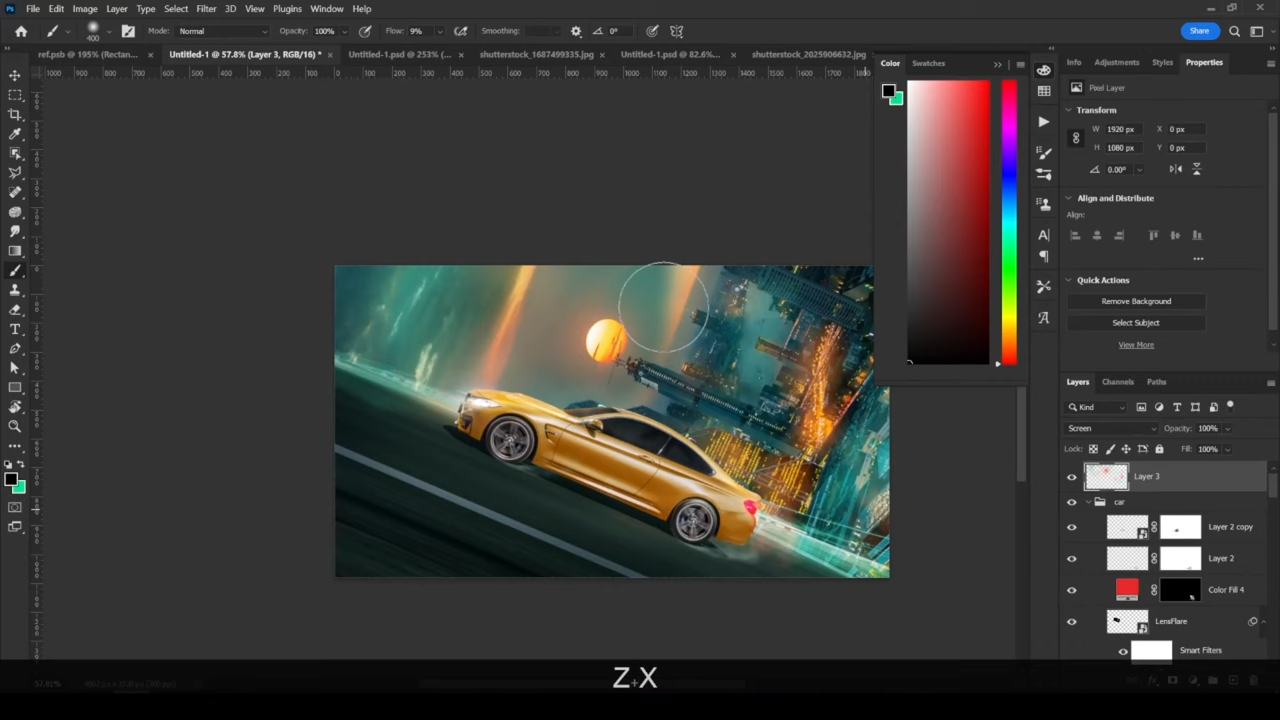 Ps File Edit Image Layer Type Select Filter 3D View Plugins Window Help
400 Mode: Normal Opacity: 100% Flow: 9% Smoothing: 0° Share
ref.psb @ 195% (Rectan... × Untitled-1 @ 57.8% (Layer 3, RGB/16) * × Untitled-1.psd @ 253% (... × shutterstock_1687499335.jpg × Untitled-1.psd @ 82.6%... × shutterstock_2025906632.jpg
Color Swatches
Info Adjustments Styles Properties
Pixel Layer
Transform
W 1920 px X 0 px
H 1080 px Y 0 px
0.00°
Align and Distribute
Align:
Quick Actions
Remove Background
Select Subject
View More
Layers Channels Paths
Kind
Screen Opacity: 100%
Lock: Fill: 100%
Layer 3
car
Layer 2 copy
Layer 2
Color Fill 4
LensFlare
Smart Filters
Z+X
57.81%